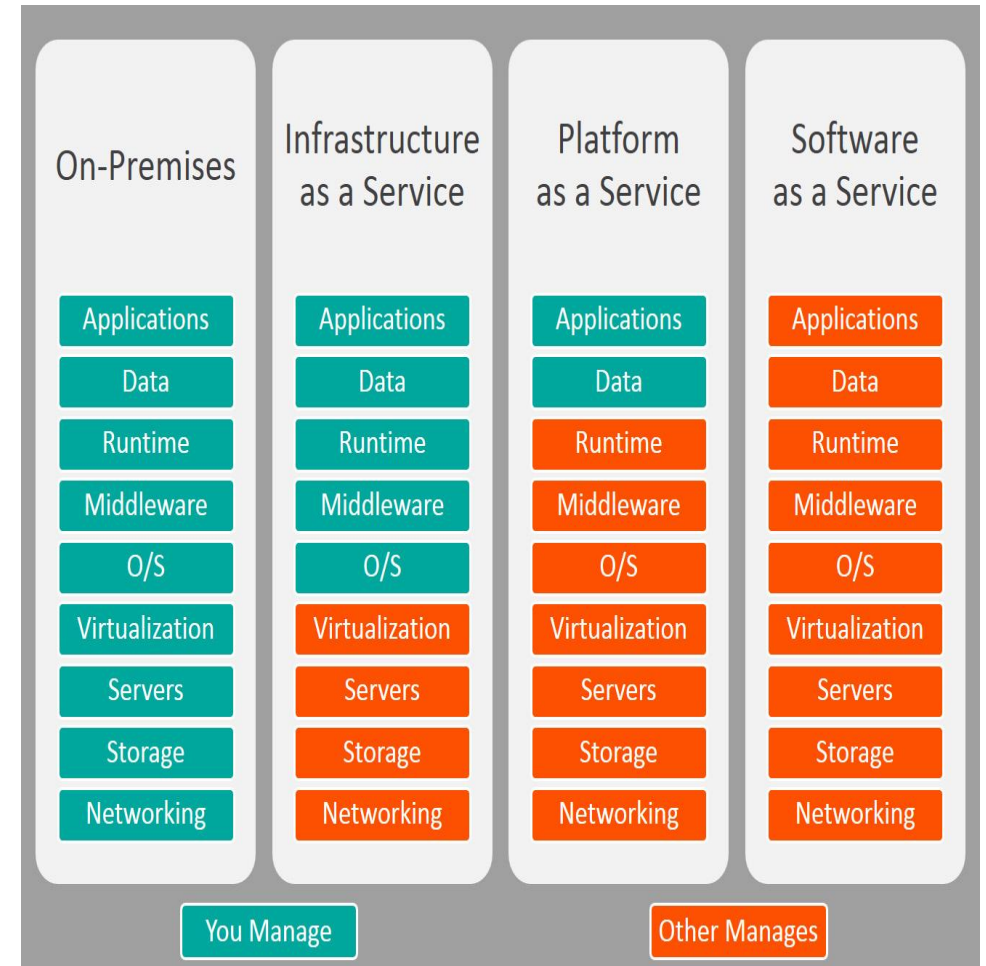 On-Premises
Applications
Data
Runtime
Middleware
O/S
Virtualization
Servers
Storage
Networking
Infrastructure
as a Service
Applications
Data
Runtime
Middleware
O/S
Virtualization
Servers
Storage
Networking
Platform
as a Service
Applications
Data
Runtime
Middleware
O/S
Virtualization
Servers
Storage
Networking
Software
as a Service
Applications
Data
Runtime
Middleware
O/S
Virtualization
Servers
Storage
Networking
You Manage
Other Manages